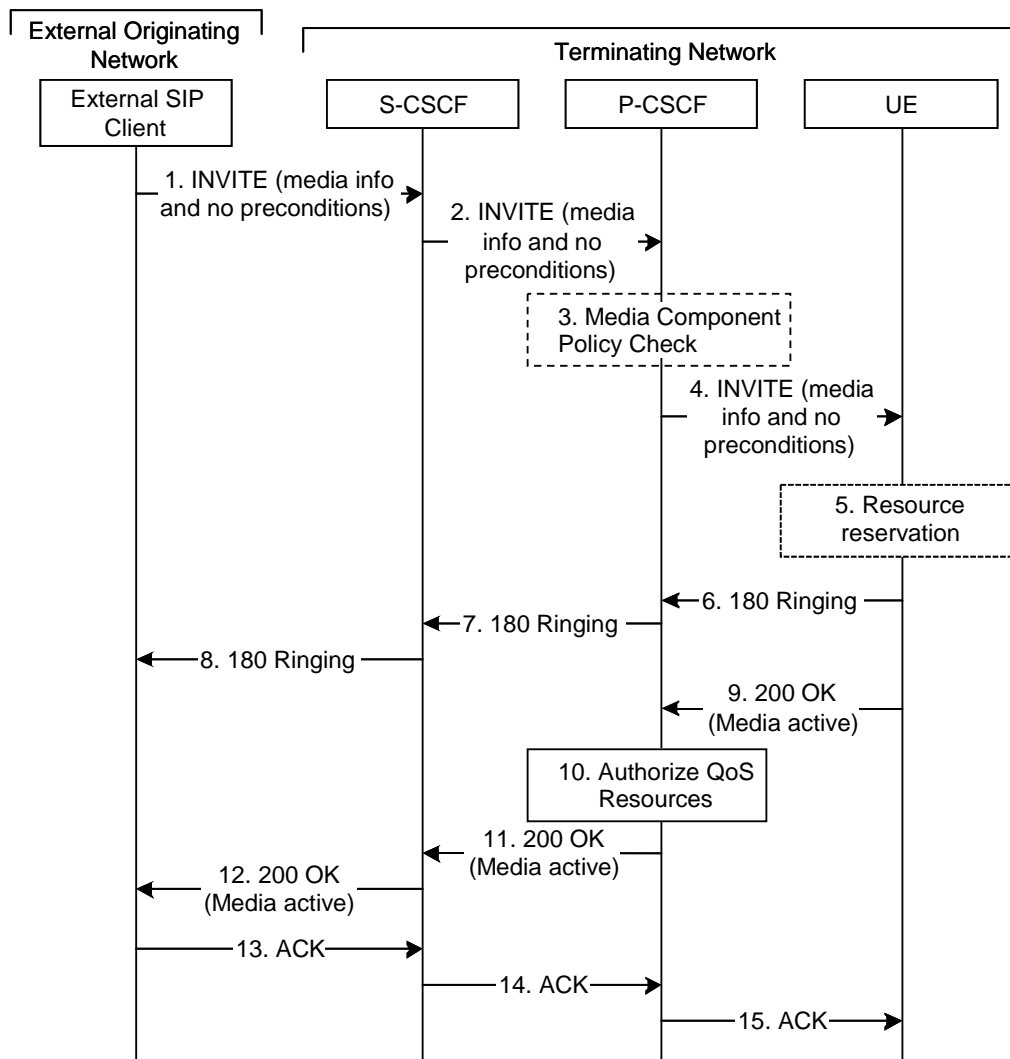 External Originating
Network
Terminating Network
External SIP
Client
S-CSCF
P-CSCF
UE
1. INVITE (media info
and no preconditions)
2. INVITE (media
info and no
preconditions)
3. Media Component
Policy Check
4. INVITE (media
info and no
preconditions)
5. Resource
reservation
6. 180 Ringing
7. 180 Ringing
8. 180 Ringing
9. 200 OK
(Media active)
10. Authorize QoS
Resources
11. 200 OK
(Media active)
12. 200 OK
(Media active)
13. ACK
14. ACK
15. ACK